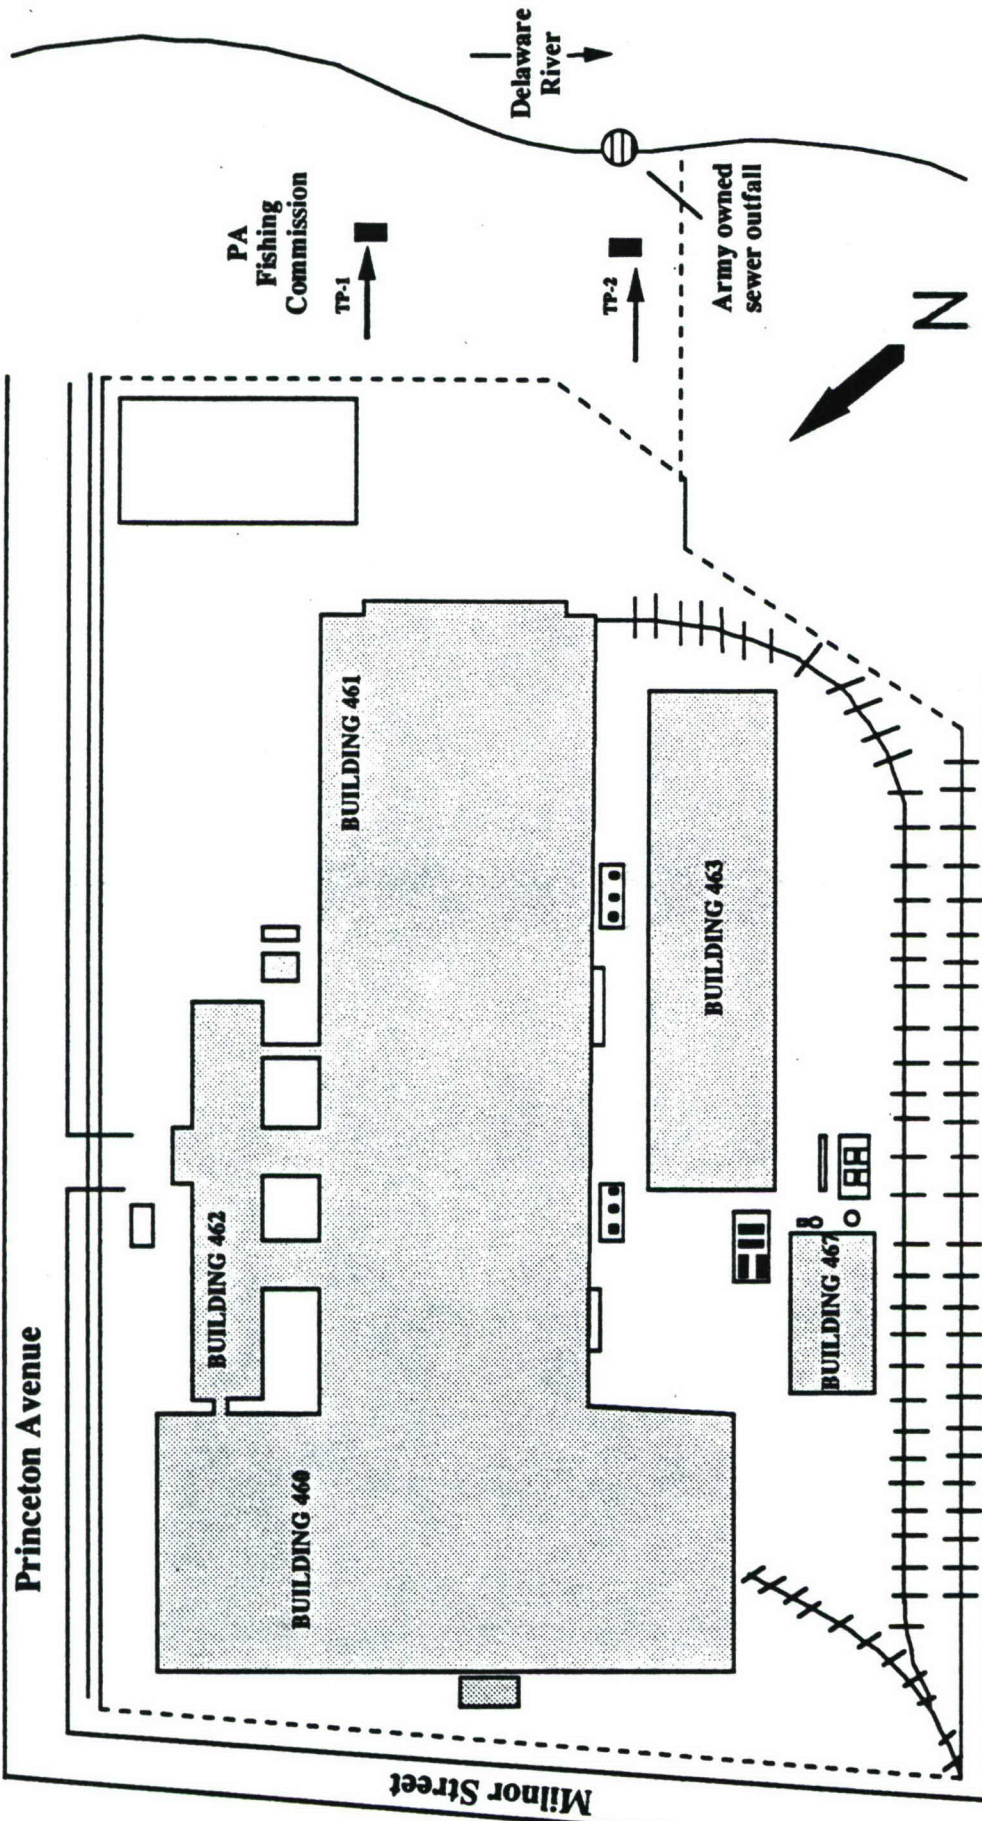 Delaware
River
PA
Fishing
Commission
TP-1
TP-2
Army owned
sewer outfall
N
BUILDING 461
BUILDING 463
BUILDING 462
BUILDING 467
BUILDING 460
Princeton Avenue
Milnor Street